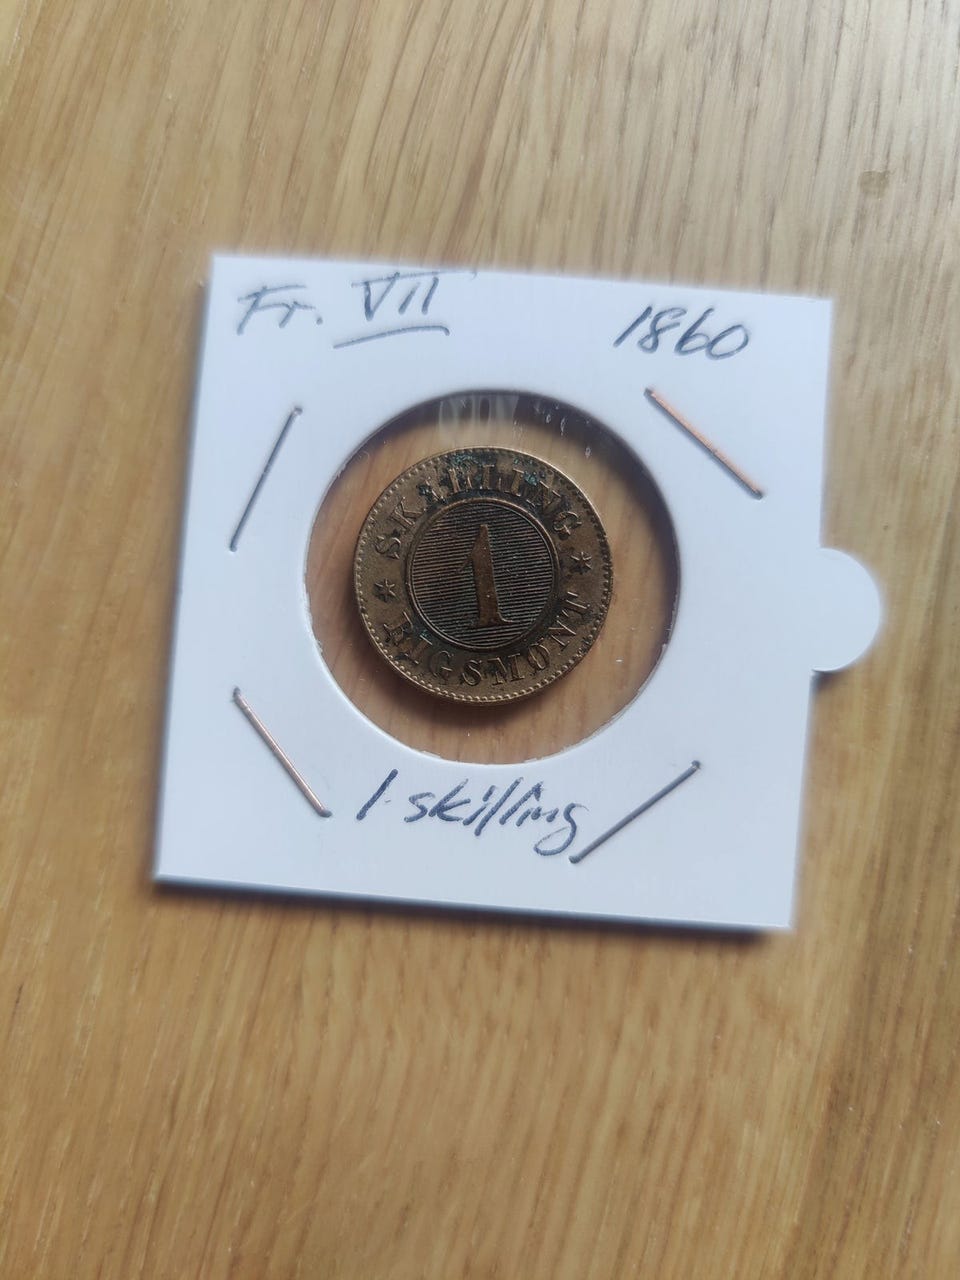 Fr. VII
1860
SKILLING
1
RIGSMØNT
1 skilling